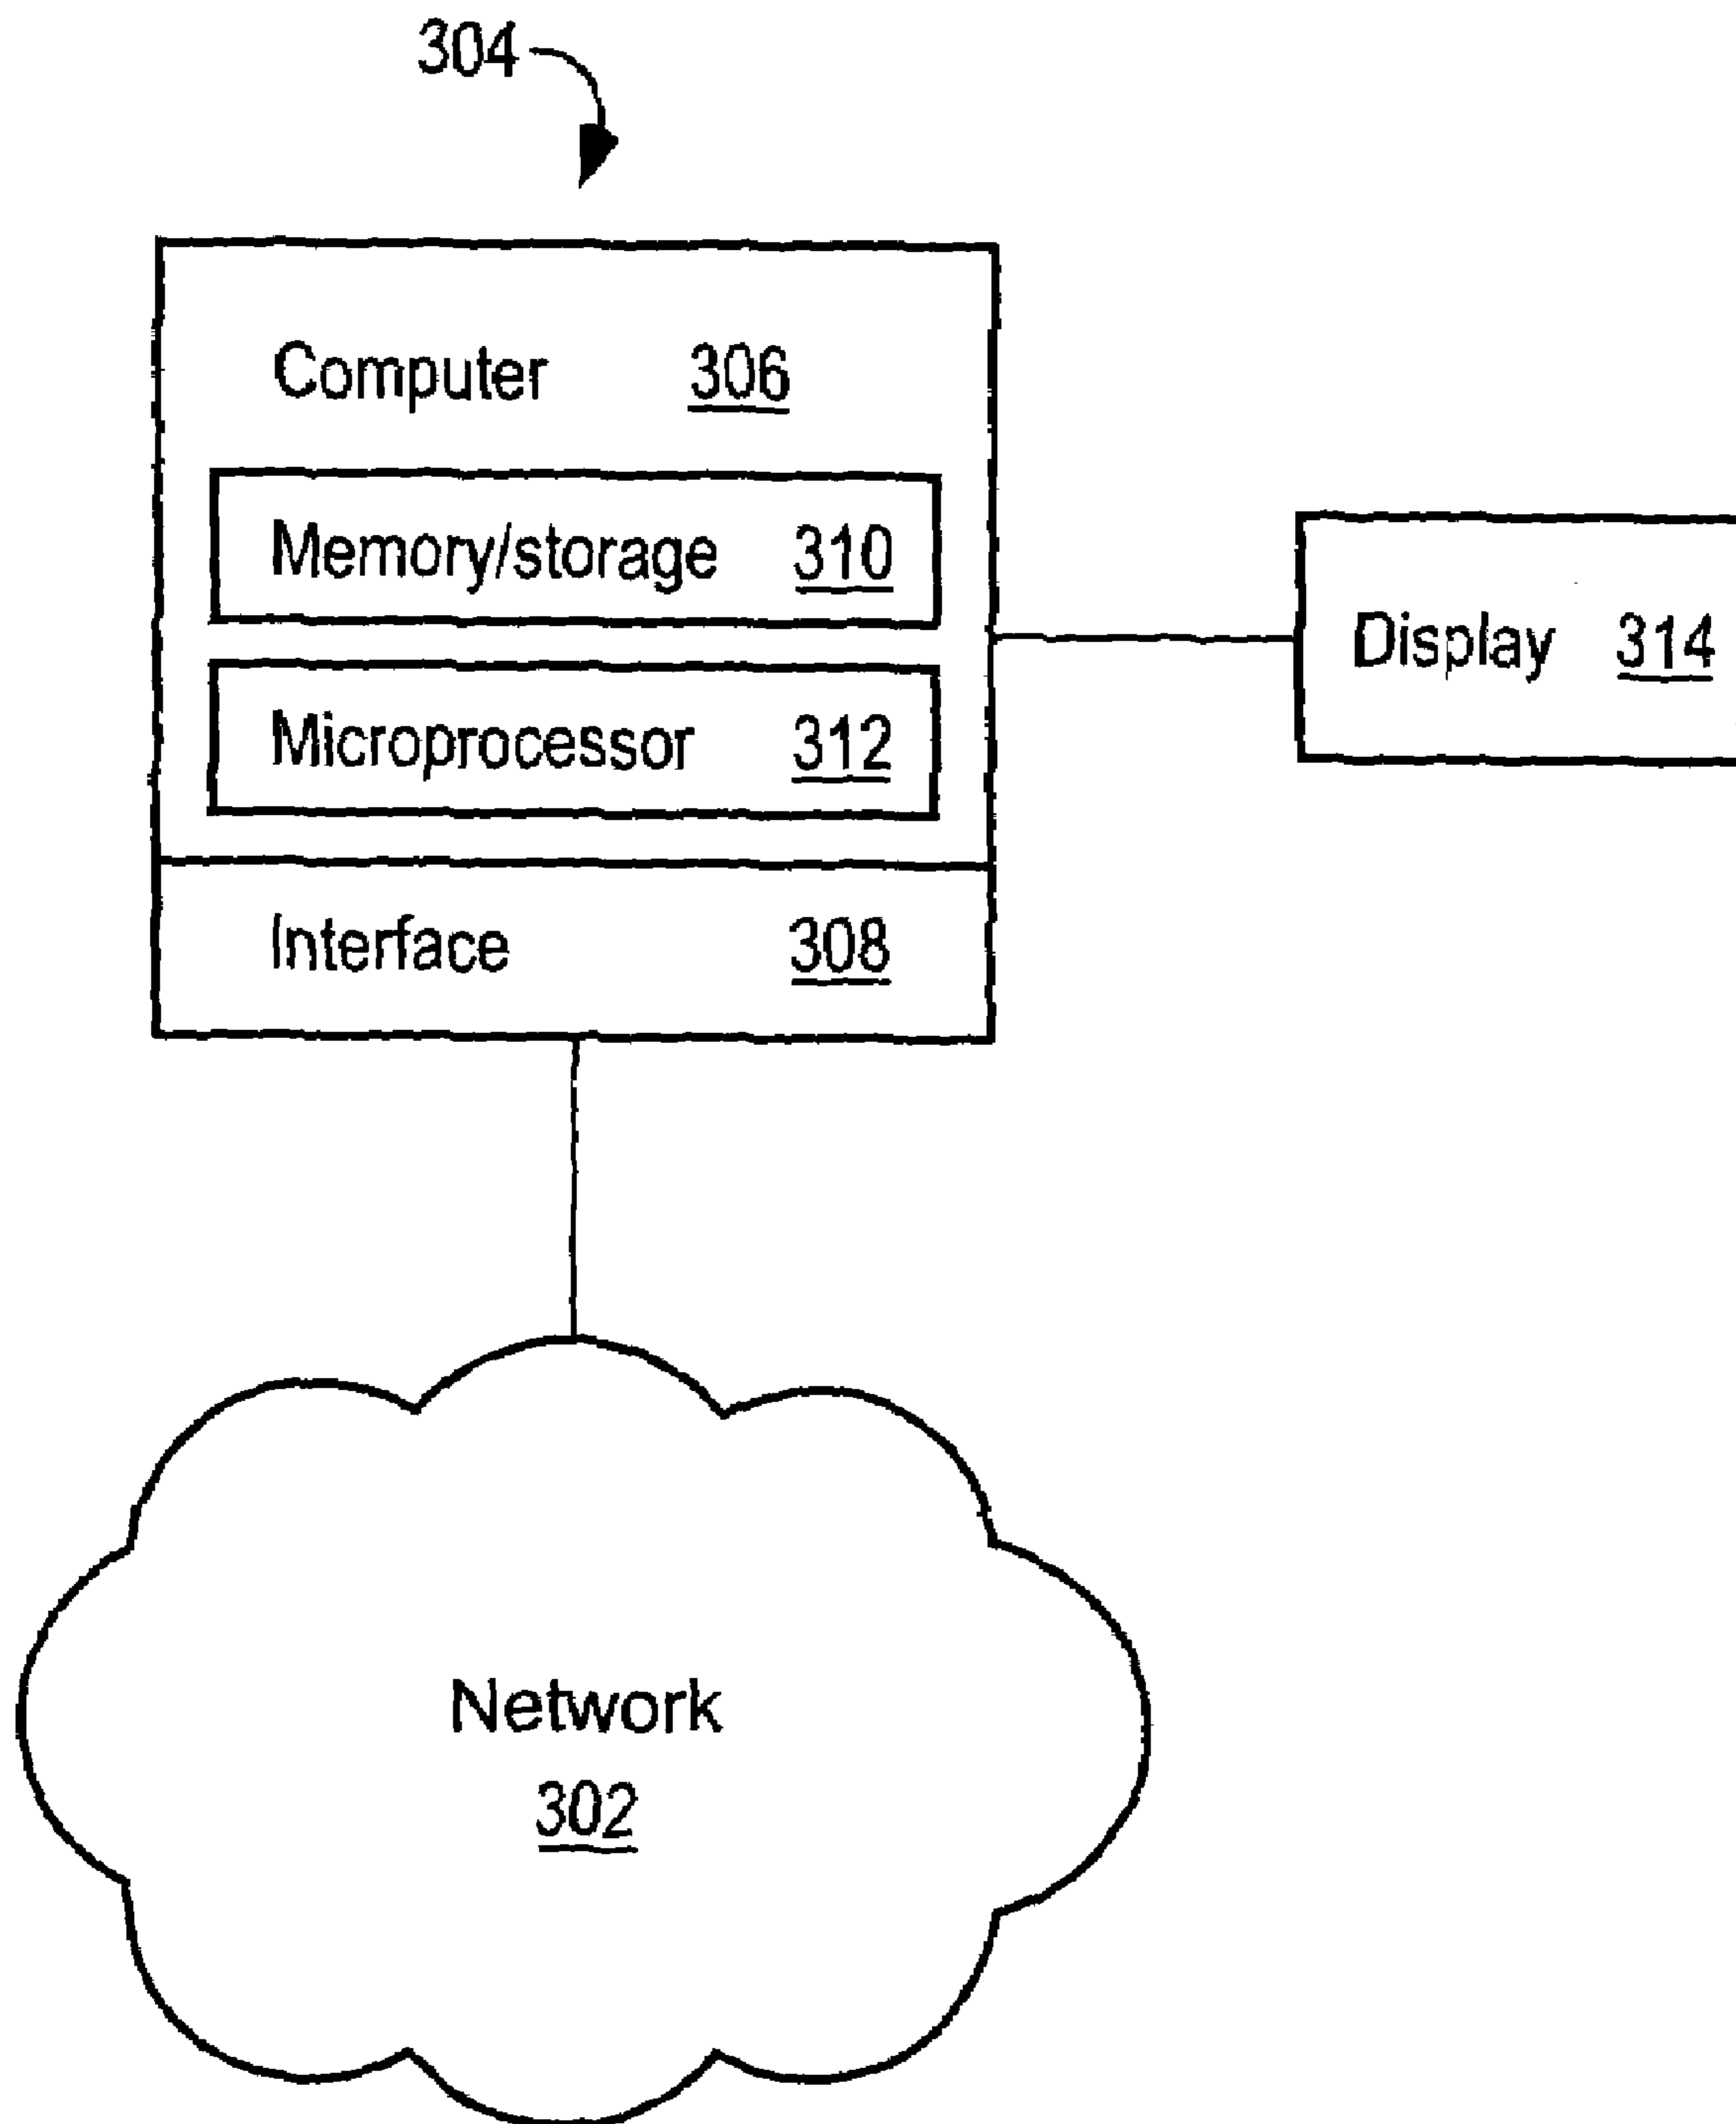 304
Computer 306
Memory/storage 310
Microprocessor 312
Interface 308
Display 314
Network
302